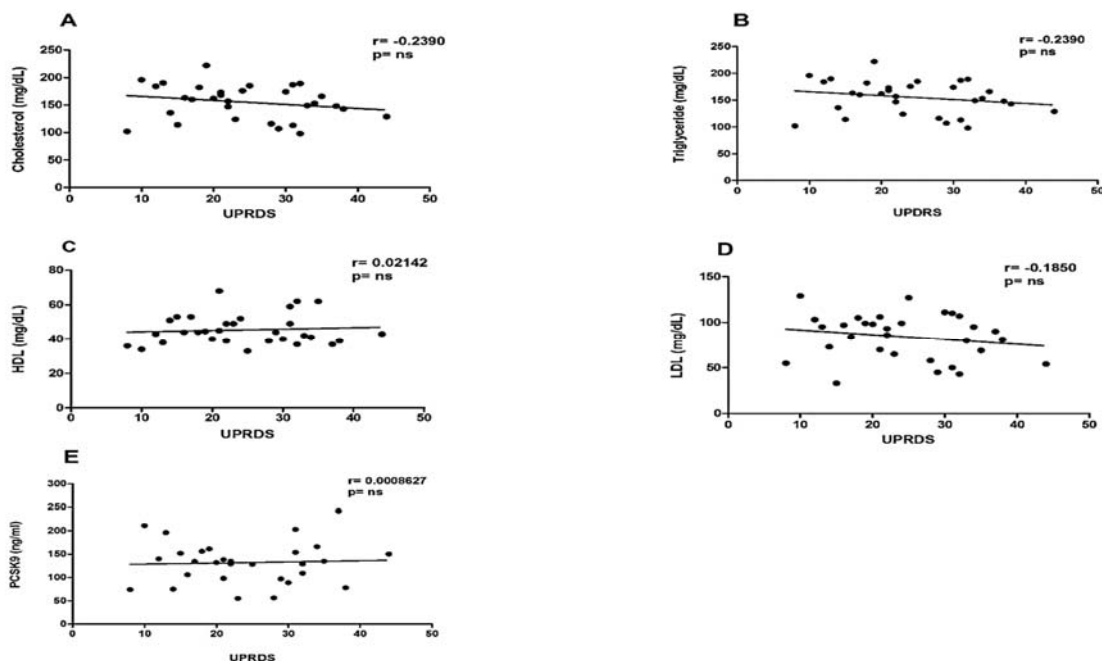 A
r= -0.2390
p= ns
Cholesterol (mg/dL)
250
200
150
100
50
0
0 10 20 30 40 50
UPRDS
B
r= -0.2390
p= ns
Triglyceride (mg/dL)
250
200
150
100
50
0
0 10 20 30 40 50
UPDRS
C
r= 0.02142
p= ns
HDL (mg/dL)
80
60
40
20
0
0 10 20 30 40 50
UPRDS
D
r= -0.1850
p= ns
LDL (mg/dL)
150
100
50
0
0 10 20 30 40 50
UPRDS
E
r= 0.0008627
p= ns
PCSK9 (ng/ml)
300
250
200
150
100
50
0
0 10 20 30 40 50
UPRDS